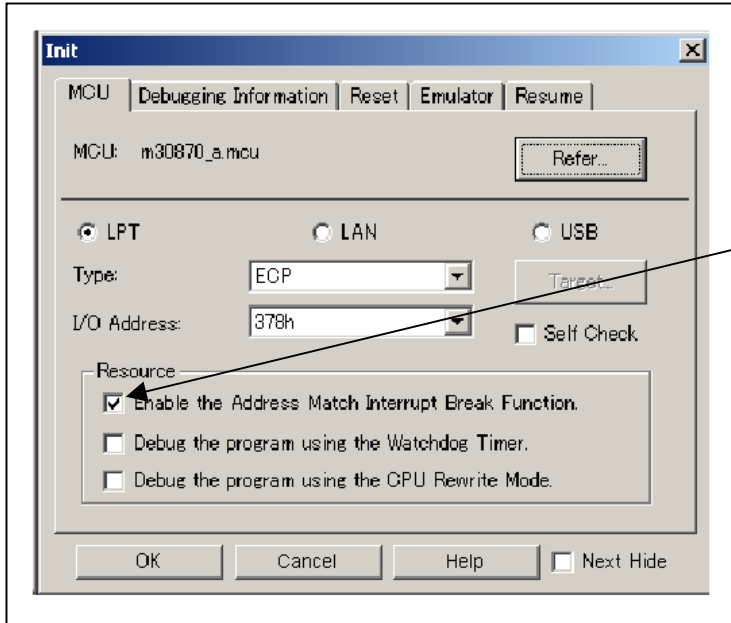 Init
MCU Debugging Information Reset Emulator Resume
MCU: m30870_a.mcu Refer...
LPT LAN USB
Type: ECP Target...
I/O Address: 378h Self Check
Resource
Enable the Address Match Interrupt Break Function.
Debug the program using the Watchdog Timer.
Debug the program using the CPU Rewrite Mode.
OK Cancel Help Next Hide